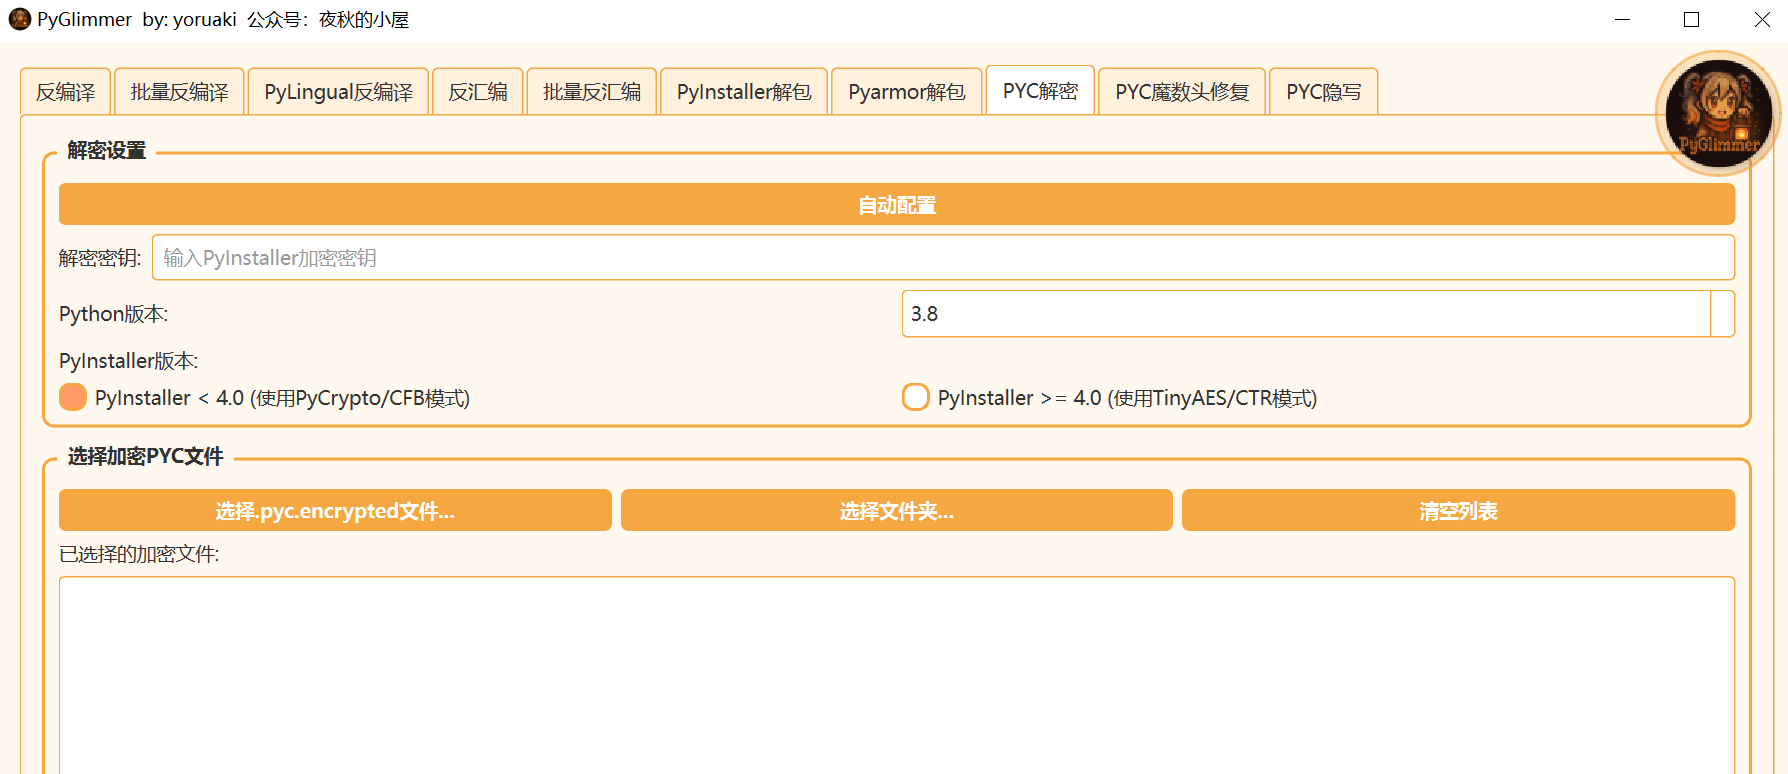 PyGlimmer by: yoruaki 公众号：夜秋的小屋
反编译 批量反编译 PyLingual反编译 反汇编 批量反汇编 PyInstaller解包 Pyarmor解包 PYC解密 PYC魔数头修复 PYC隐写
PyGlimmer
解密设置
自动配置
解密密钥: 输入PyInstaller加密密钥
Python版本: 3.8
PyInstaller版本:
PyInstaller < 4.0 (使用PyCrypto/CFB模式) PyInstaller >= 4.0 (使用TinyAES/CTR模式)
选择加密PYC文件
选择.pyc.encrypted文件... 选择文件夹... 清空列表
已选择的加密文件: